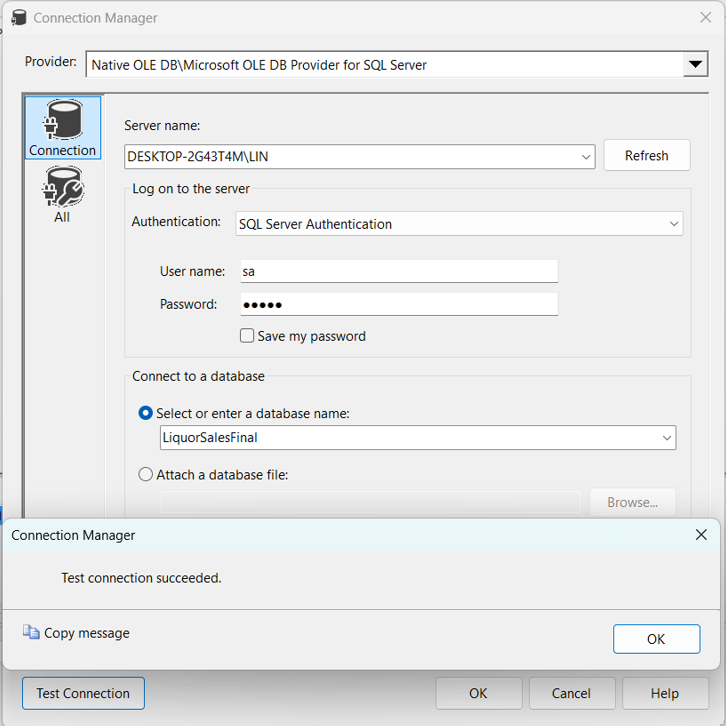 Connection Manager
Provider: Native OLE DB\Microsoft OLE DB Provider for SQL Server
Connection
All
Server name:
DESKTOP-2G43T4M\LIN
Refresh
Log on to the server
Authentication: SQL Server Authentication
User name: sa
Password: ●●●●●
Save my password
Connect to a database
Select or enter a database name:
LiquorSalesFinal
Attach a database file:
Browse...
Connection Manager
Test connection succeeded.
Copy message
OK
Test Connection
OK
Cancel
Help